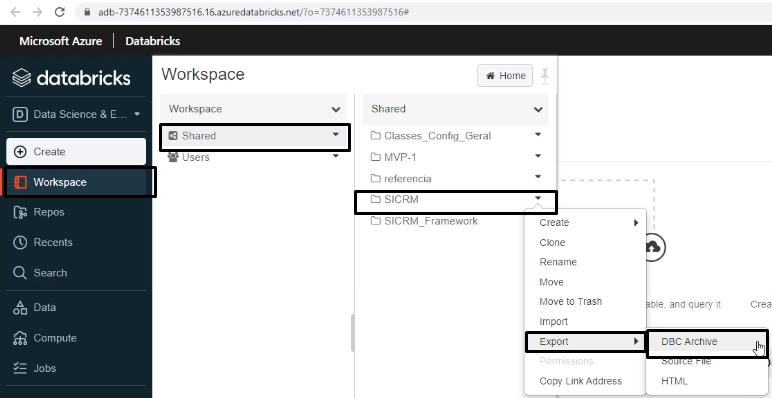 adb-7374611353987516.16.azuredatabricks.net/?o=7374611353987516#
Microsoft Azure Databricks
databricks
D Data Science & E...
Create
Workspace
Repos
Recents
Search
Data
Compute
Jobs
Workspace
Home
Workspace
Shared
Users
Shared
Classes_Config_Geral
MVP-1
referencia
SICRM
SICRM_Framework
Create
Clone
Rename
Move
Move to Trash
Import
Export
Permissions
Copy Link Address
DBC Archive
Source File
HTML
able, and query it
Crea